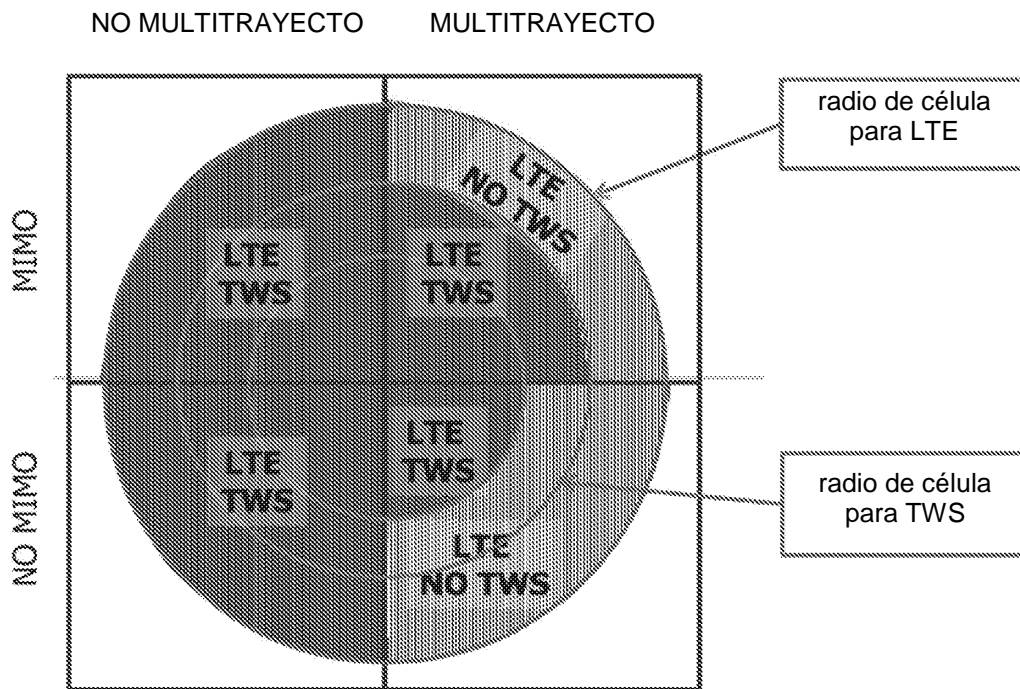 NO MULTITRAYECTO
MULTITRAYECTO
radio de célula
para LTE
LTE
NO TWS
MIMO
LTE
TWS
LTE
TWS
NO MIMO
LTE
TWS
LTE
TWS
radio de célula
para TWS
LTE
NO TWS